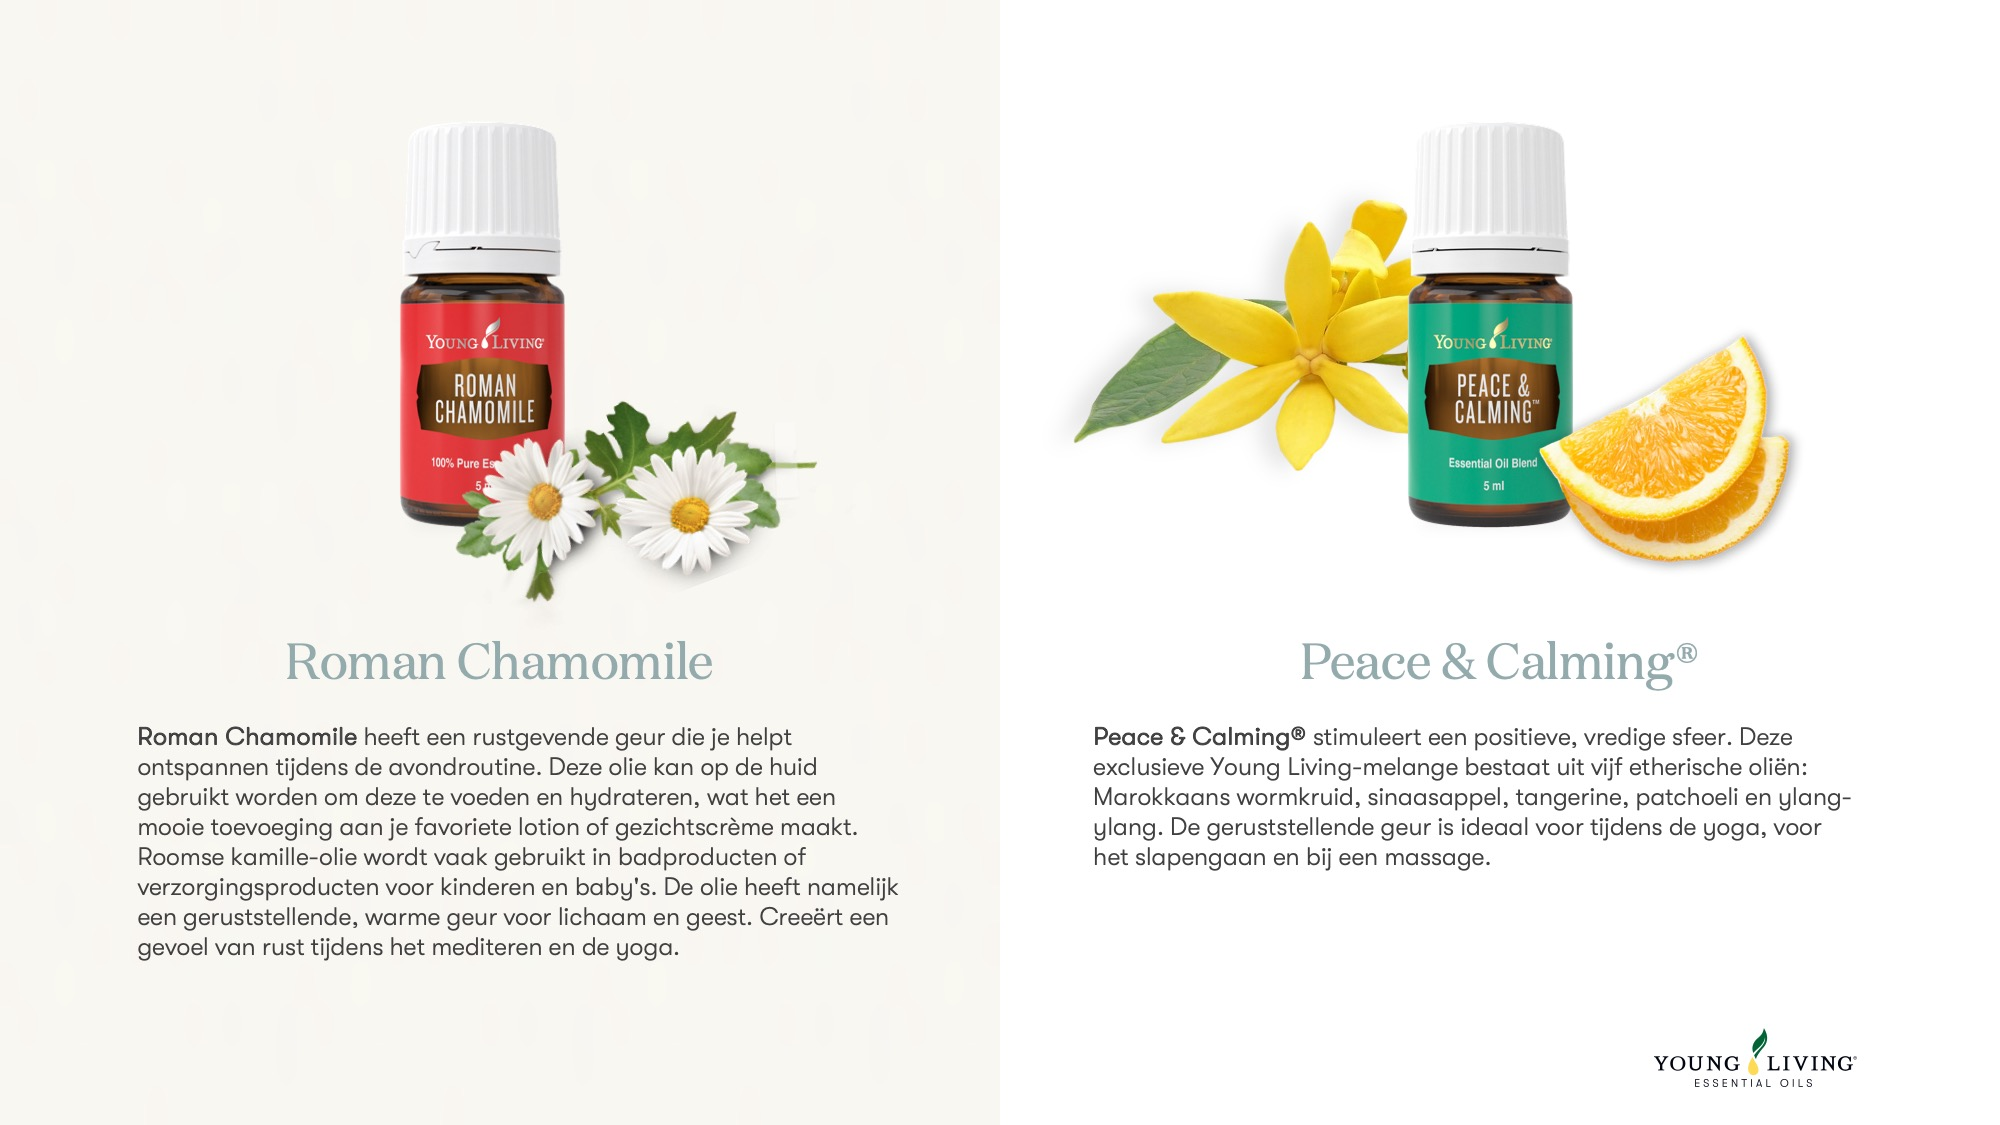 YOUNG LIVING
ROMAN
CHAMOMILE
100% Pure
5
Roman Chamomile
Roman Chamomile heeft een rustgevende geur die je helpt
ontspannen tijdens de avondroutine. Deze olie kan op de huid
gebruikt worden om deze te voeden en hydrateren, wat het een
mooie toevoeging aan je favoriete lotion of gezichtscrème maakt.
Roomse kamille-olie wordt vaak gebruikt in badproducten of
verzorgingsproducten voor kinderen en baby's. De olie heeft namelijk
een geruststellende, warme geur voor lichaam en geest. Creeërt een
gevoel van rust tijdens het mediteren en de yoga.
YOUNG LIVING
PEACE &
CALMING™
Essential Oil Blend
5 ml
Peace & Calming®
Peace & Calming® stimuleert een positieve, vredige sfeer. Deze
exclusieve Young Living-melange bestaat uit vijf etherische oliën:
Marokkaans wormkruid, sinaasappel, tangerine, patchoeli en ylang-
ylang. De geruststellende geur is ideaal voor tijdens de yoga, voor
het slapengaan en bij een massage.
YOUNG LIVING®
ESSENTIAL OILS